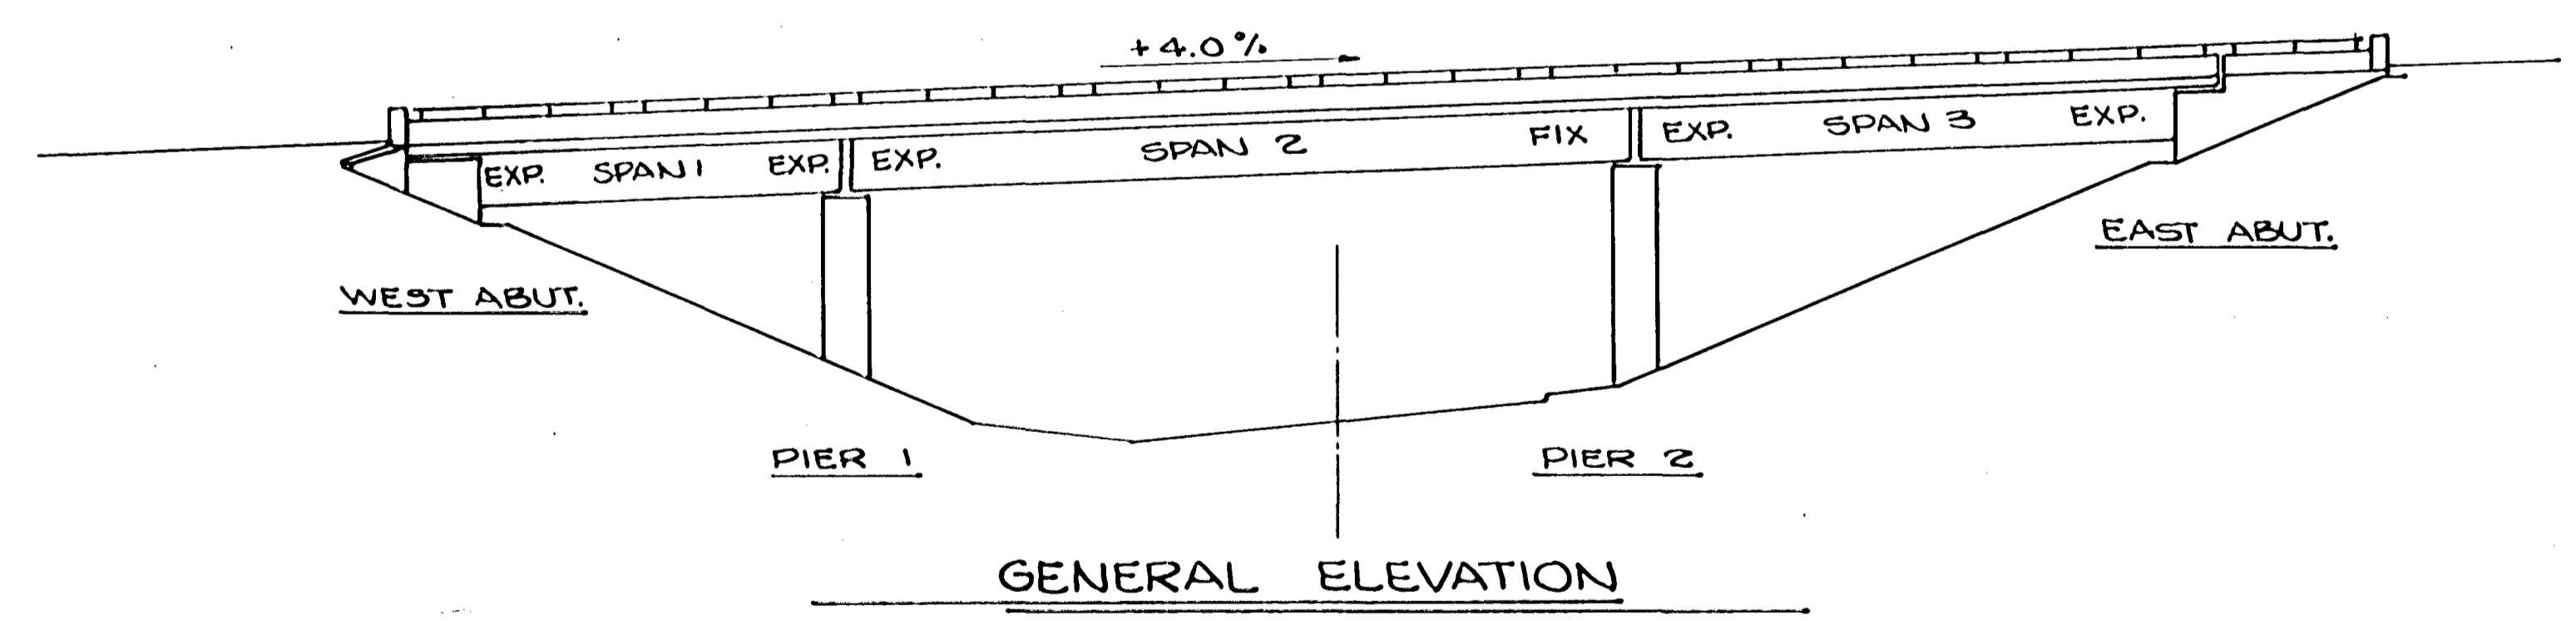 +4.0%
EXP. SPAN 1 EXP. EXP. SPAN 2 FIX EXP. SPAN 3 EXP.
WEST ABUT.
EAST ABUT.
PIER 1
PIER 2
GENERAL ELEVATION